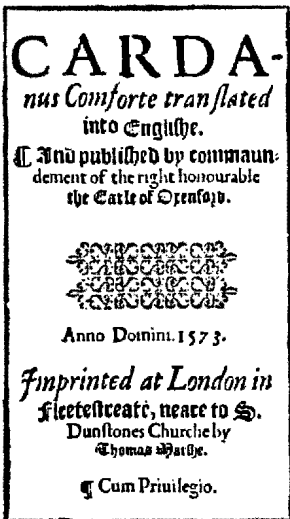 CARDA-
nus Comforte translated
into Englishe.
¶ And published by commaun-
dement of the right honourable
the Earle of Oxenford.
Anno Domini. 1573.
Imprinted at London in
Fleetestreate, neare to S.
Dunstones Churche by
Thomas Marshe.
¶ Cum Priuilegio.